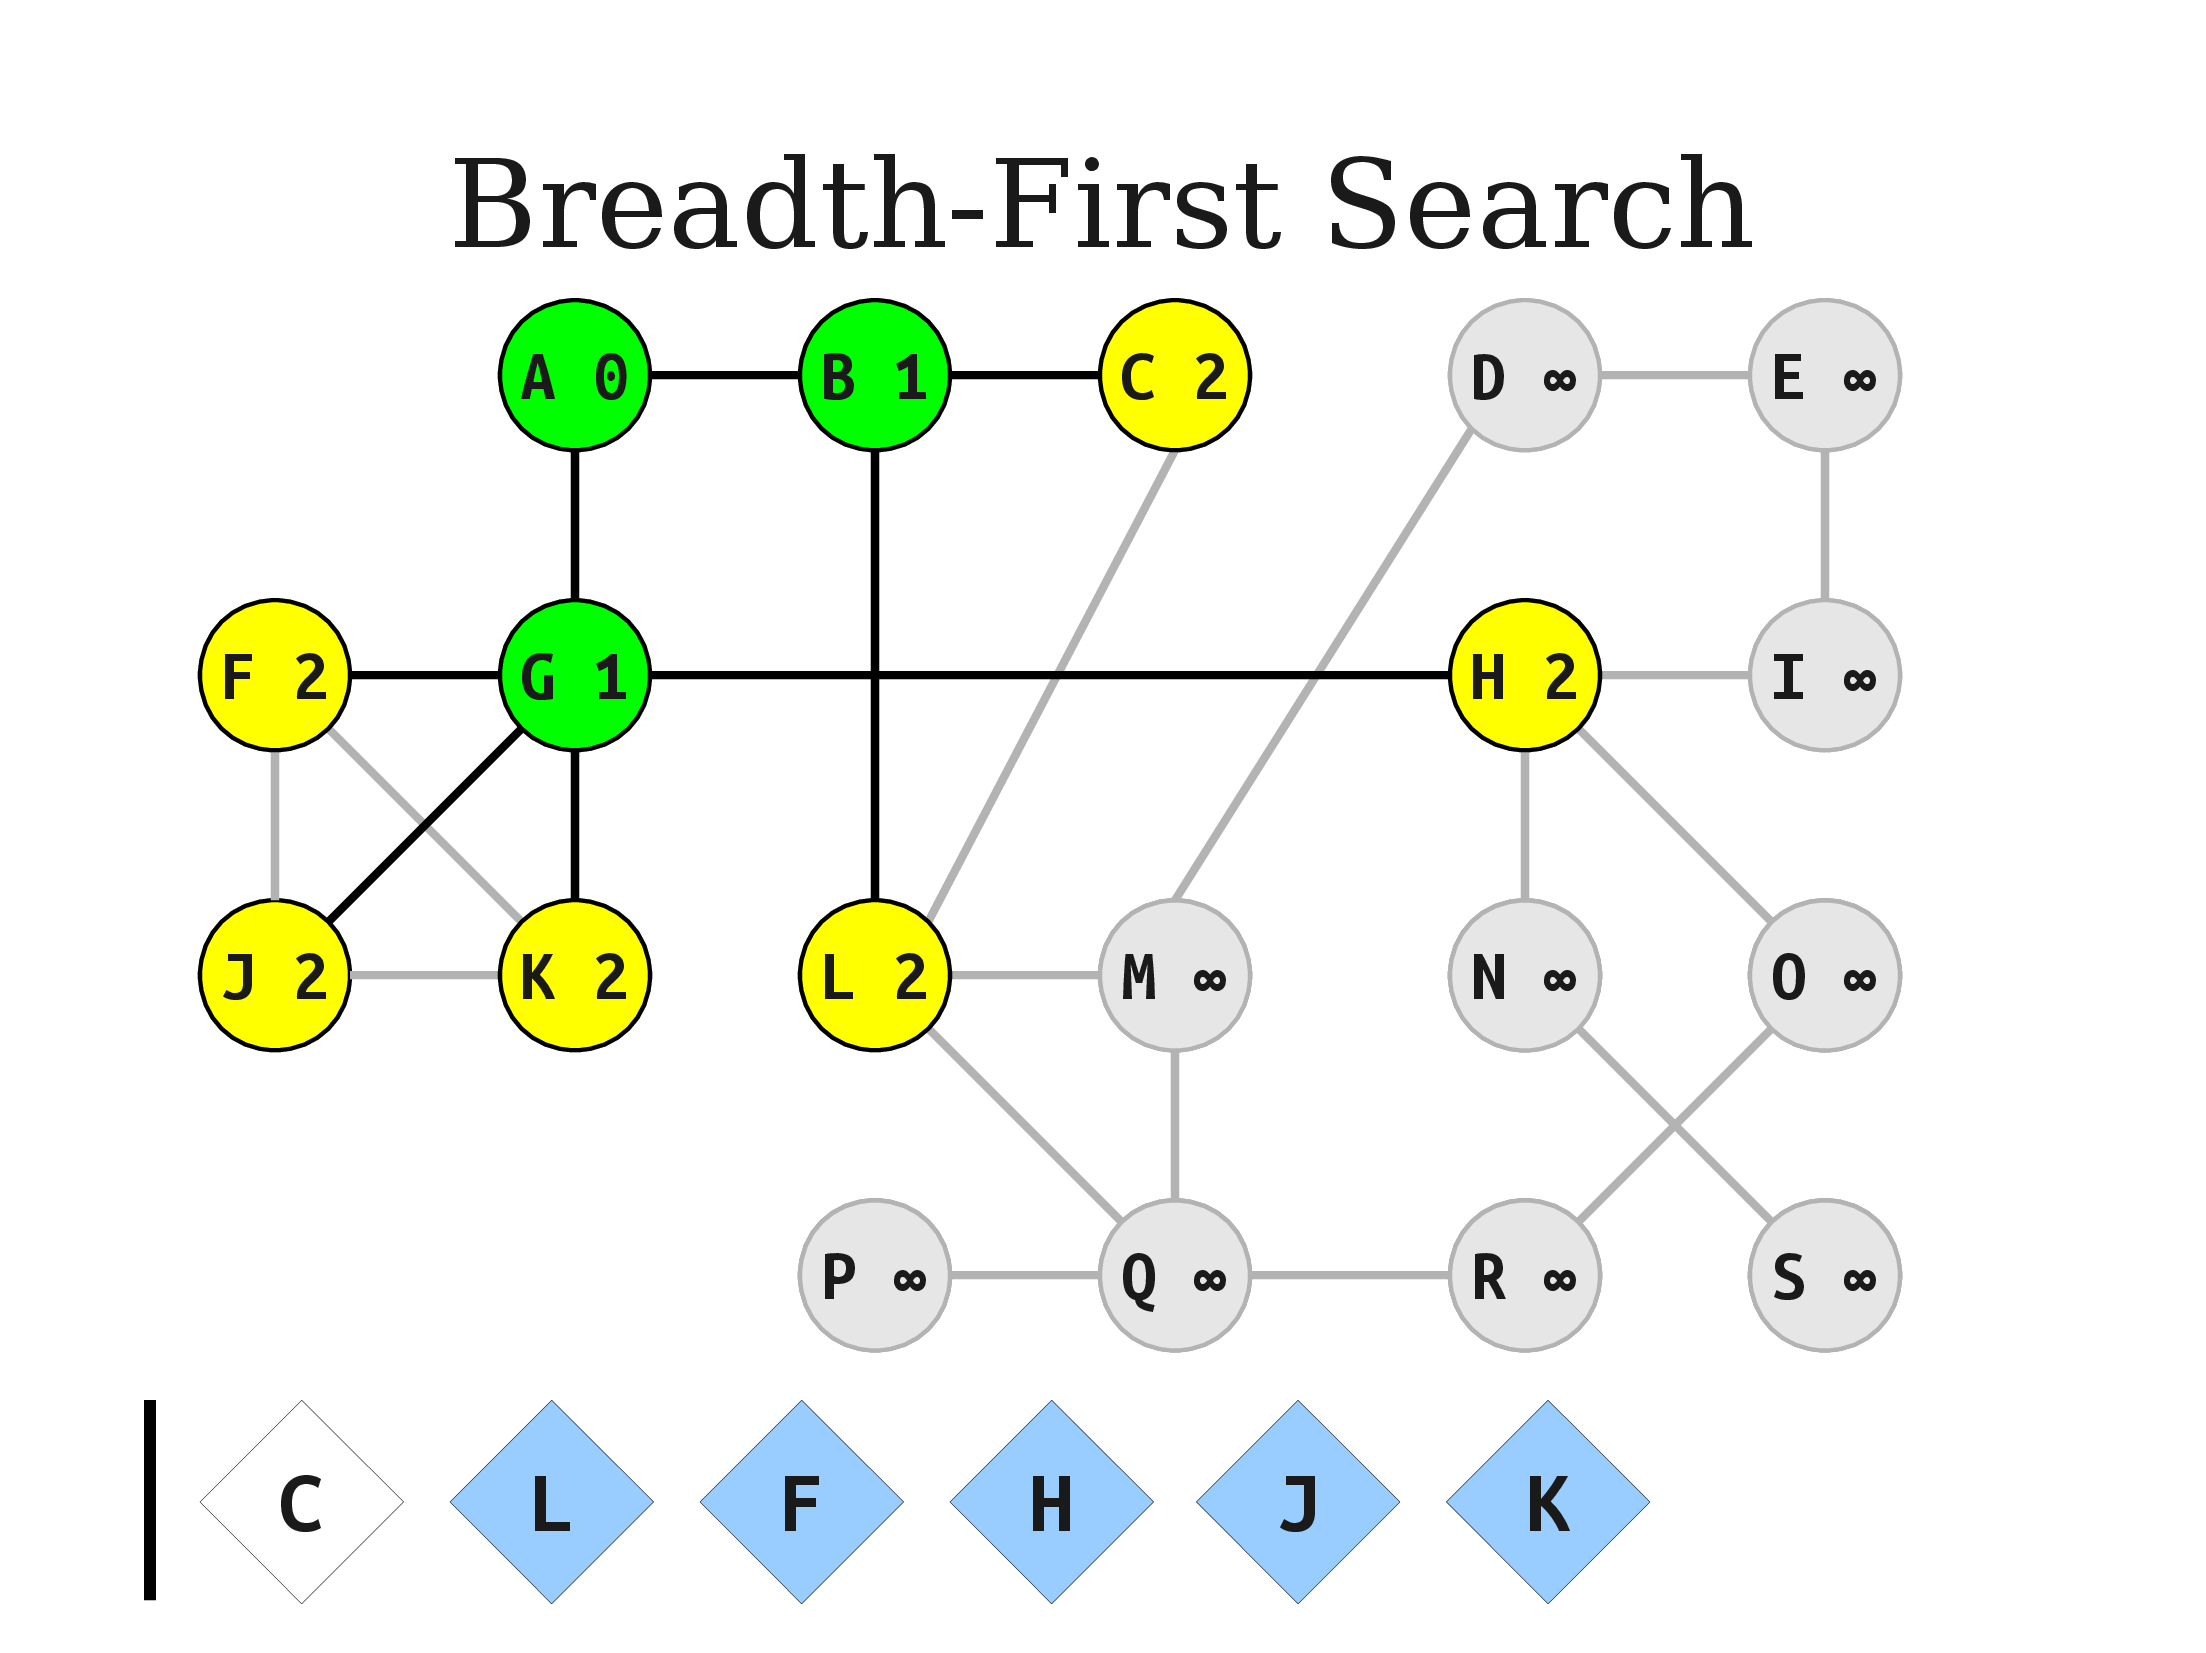 Breadth-First Search
A 0 B 1 C 2 D ∞ E ∞
F 2 G 1 H 2 I ∞
J 2 K 2 L 2 M ∞ N ∞ O ∞
P ∞ Q ∞ R ∞ S ∞
C L F H J K